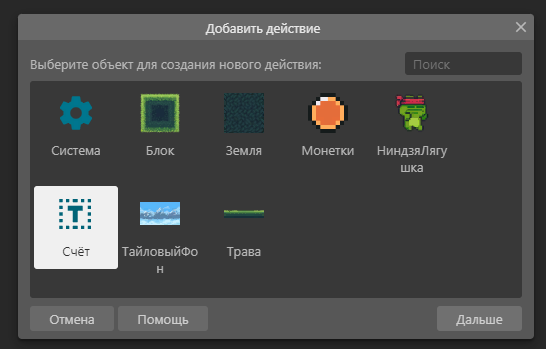 Добавить действие
Выберите объект для создания нового действия:
Поиск
Система
Блок
Земля
Монетки
НиндзяЛягу
шка
T
Счёт
ТайловыйФо
н
Трава
Отмена
Помощь
Дальше